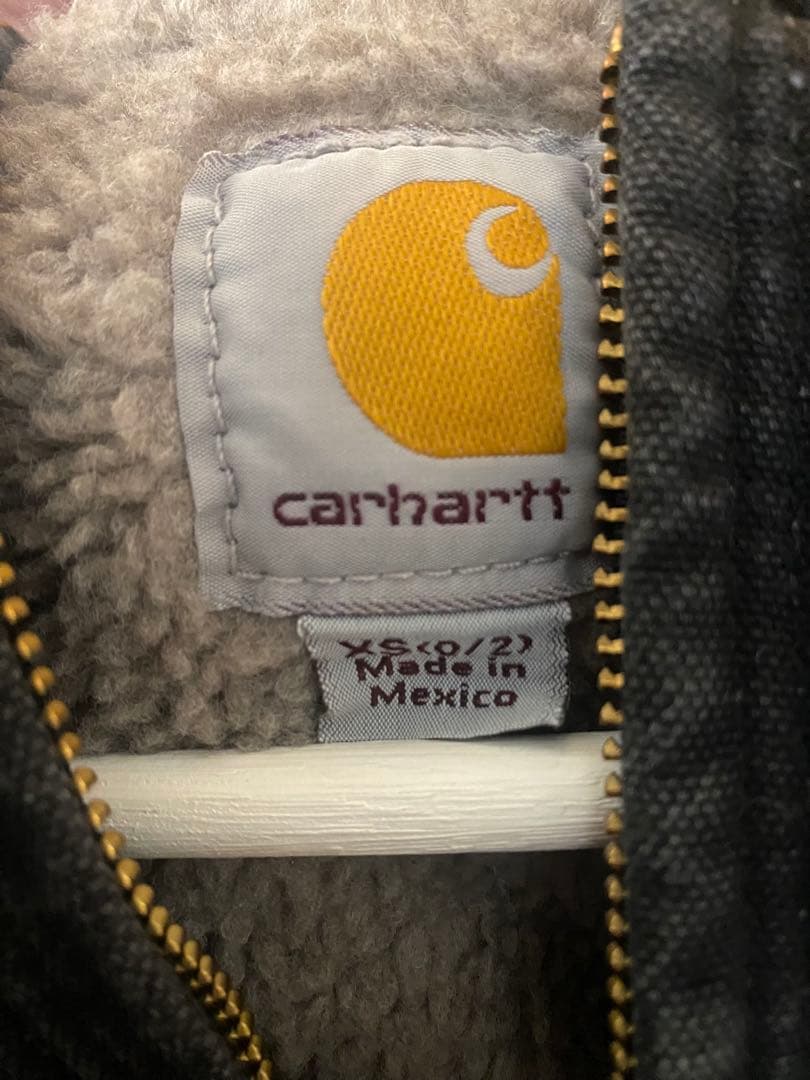 carhartt
XS(0/2)
Made in
Mexico